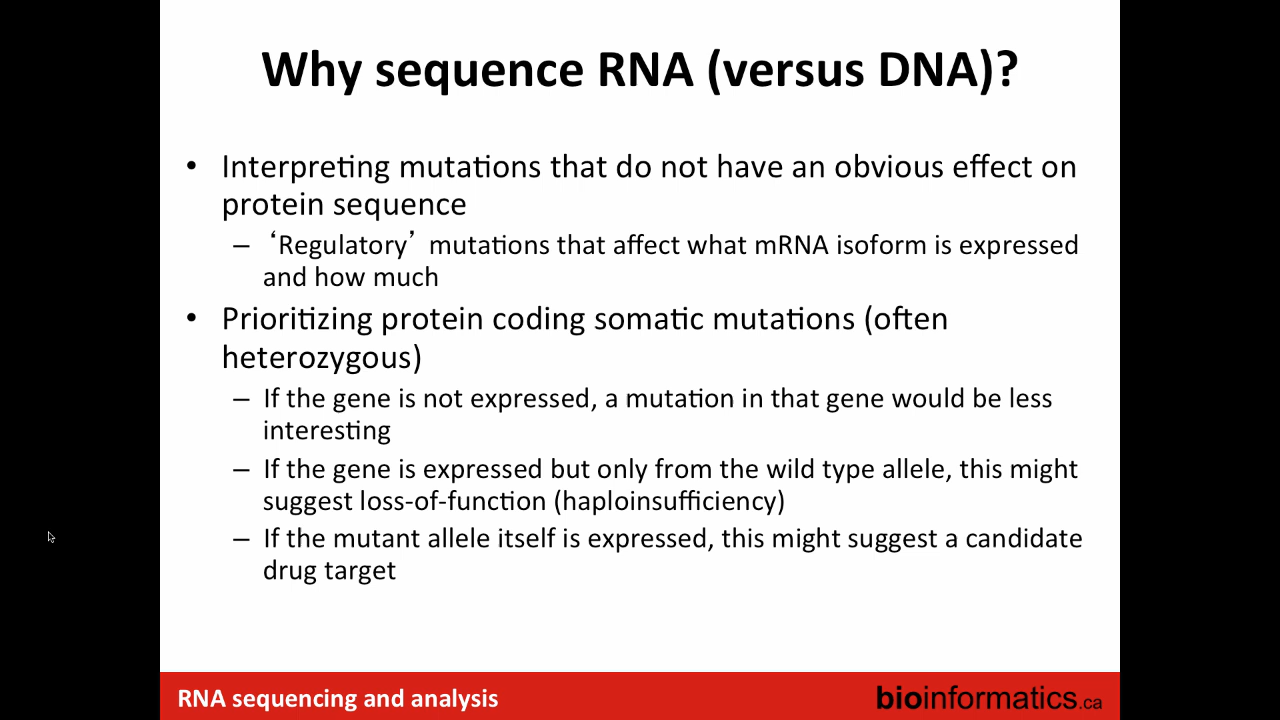 Why sequence RNA (versus DNA)?
• Interpreting mutations that do not have an obvious effect on
protein sequence
– ‘Regulatory’ mutations that affect what mRNA isoform is expressed
and how much
• Prioritizing protein coding somatic mutations (often
heterozygous)
– If the gene is not expressed, a mutation in that gene would be less
interesting
– If the gene is expressed but only from the wild type allele, this might
suggest loss-of-function (haploinsufficiency)
– If the mutant allele itself is expressed, this might suggest a candidate
drug target
RNA sequencing and analysis
bioinformatics.ca